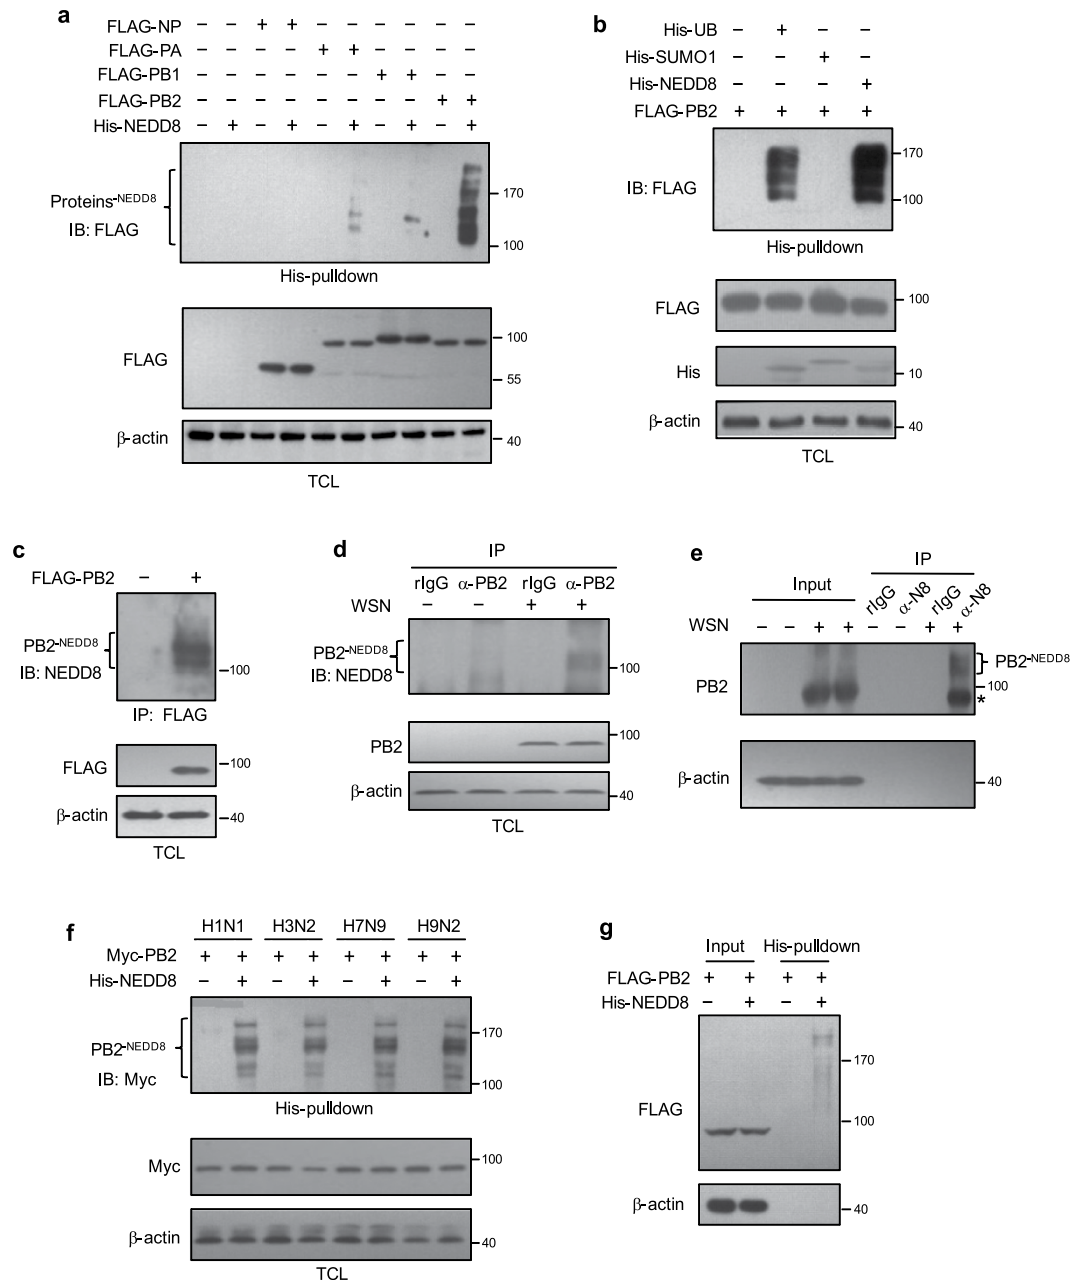 a
FLAG-NP – – + + – – – – – –
FLAG-PA – – – – + + – – – –
FLAG-PB1 – – – – – – + + – –
FLAG-PB2 – – – – – – – – + +
His-NEDD8 – + – + – + – + – +
Proteins-NEDD8
IB: FLAG
170
100
His-pulldown
FLAG
100
55
β-actin
40
TCL
b
His-UB – + – –
His-SUMO1 – – + –
His-NEDD8 – – – +
FLAG-PB2 + + + +
IB: FLAG
170
100
His-pulldown
FLAG
100
His
10
β-actin
40
TCL
c
FLAG-PB2 – +
PB2-NEDD8
IB: NEDD8
100
IP: FLAG
FLAG
100
β-actin
40
TCL
d
IP
rIgG α-PB2 rIgG α-PB2
WSN – – + +
PB2-NEDD8
IB: NEDD8
100
PB2
100
β-actin
40
TCL
e
Input
IP
rIgG α-N8 rIgG α-N8
WSN – – + + – – + +
PB2
PB2-NEDD8
100
*
β-actin
40
f
H1N1 H3N2 H7N9 H9N2
Myc-PB2 + + + + + + + +
His-NEDD8 – + – + – + – +
PB2-NEDD8
IB: Myc
170
100
His-pulldown
Myc
100
β-actin
40
TCL
g
Input His-pulldown
FLAG-PB2 + + + +
His-NEDD8 – + – +
FLAG
170
100
β-actin
40